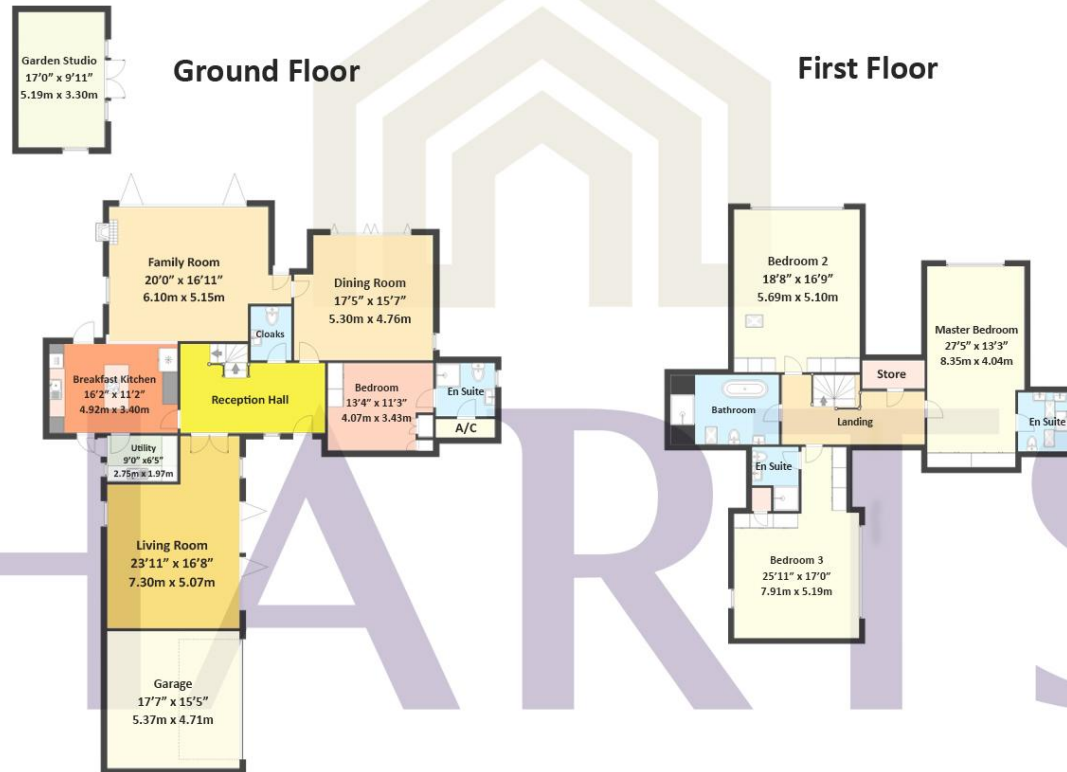 Ground Floor
First Floor
Garden Studio
17'0" x 9'11"
5.19m x 3.30m
Family Room
20'0" x 16'11"
6.10m x 5.15m
Dining Room
17'5" x 15'7"
5.30m x 4.76m
Cloaks
Breakfast Kitchen
16'2" x 11'2"
4.92m x 3.40m
Reception Hall
Bedroom
13'4" x 11'3"
4.07m x 3.43m
En Suite
A/C
Utility
9'0" x6'5"
2.75m x 1.97m
Living Room
23'11" x 16'8"
7.30m x 5.07m
Garage
17'7" x 15'5"
5.37m x 4.71m
Bedroom 2
18'8" x 16'9"
5.69m x 5.10m
Master Bedroom
27'5" x 13'3"
8.35m x 4.04m
Store
Bathroom
Landing
En Suite
En Suite
Bedroom 3
25'11" x 17'0"
7.91m x 5.19m
HARTS